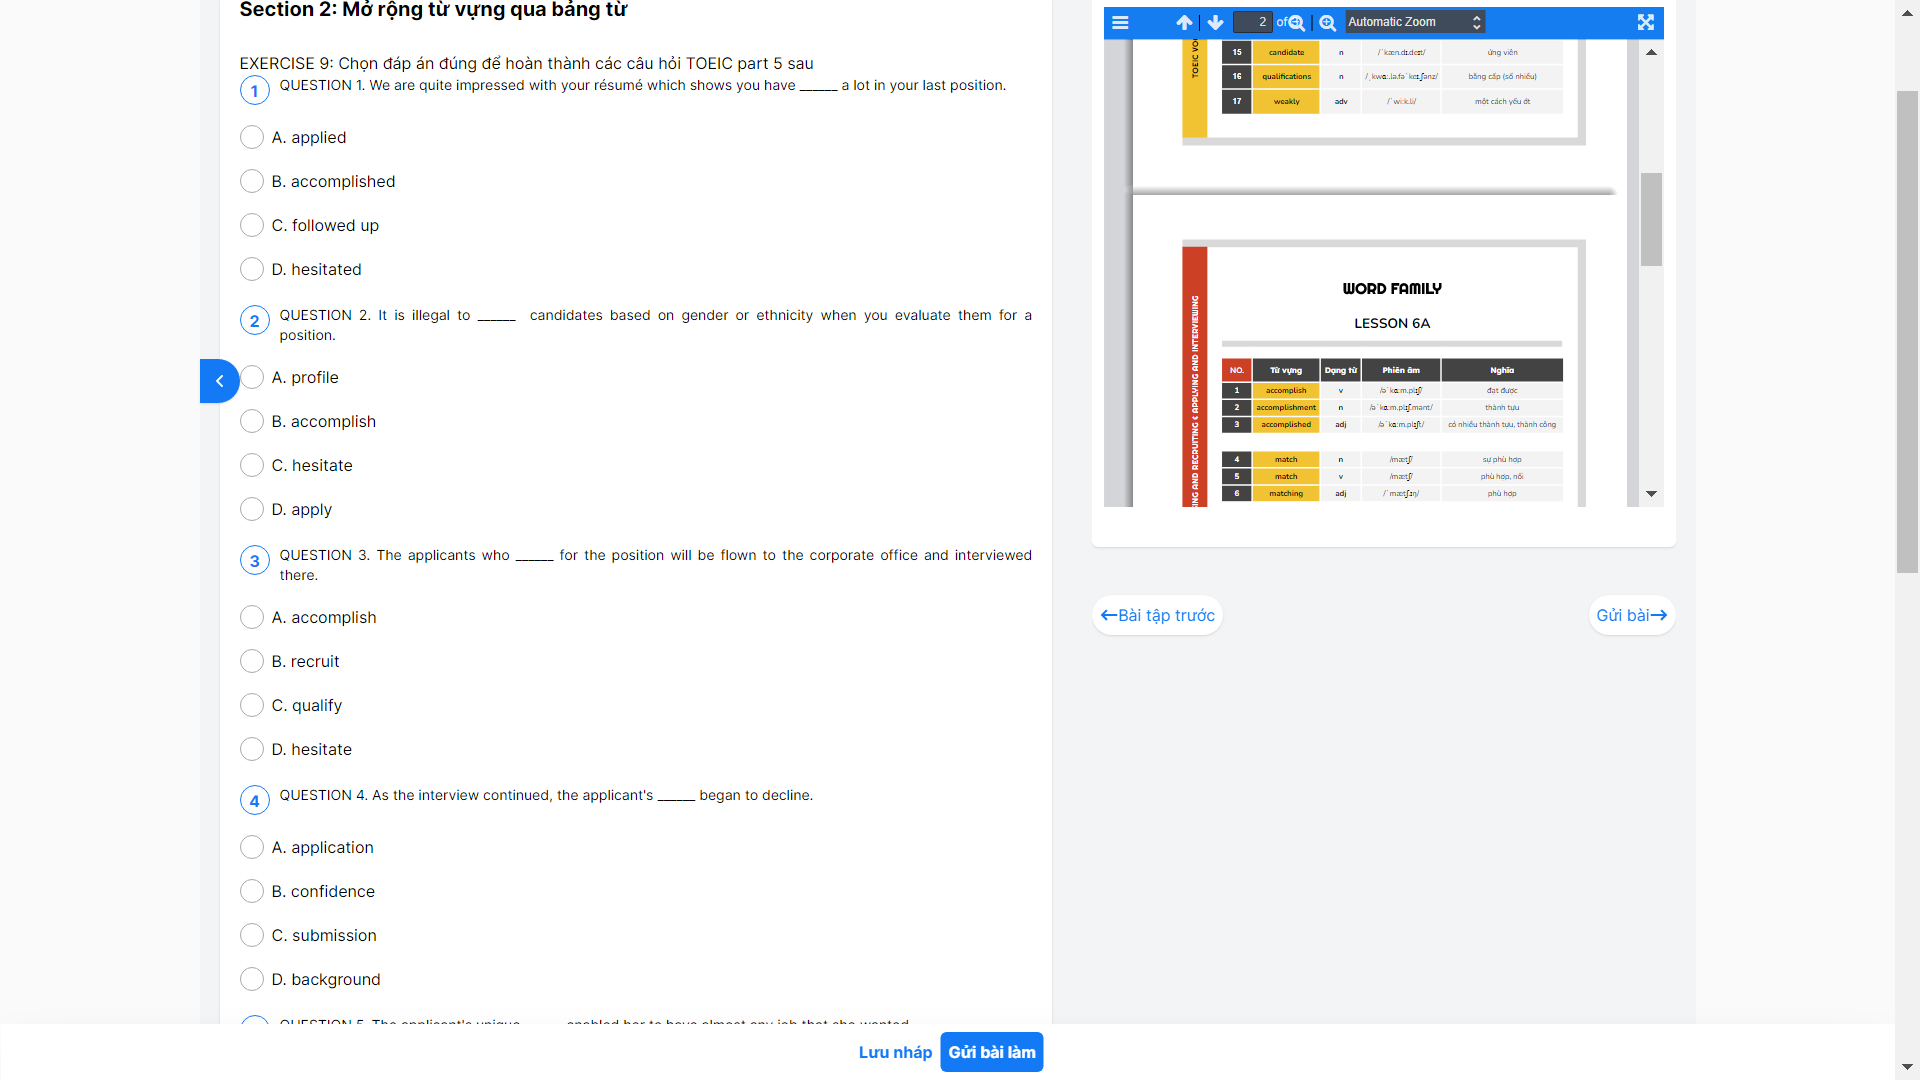 Section 2: Mở rộng từ vựng qua bảng từ
EXERCISE 9: Chọn đáp án đúng để hoàn thành các câu hỏi TOEIC part 5 sau
1
QUESTION 1. We are quite impressed with your résumé which shows you have ______ a lot in your last position.
A. applied
B. accomplished
C. followed up
D. hesitated
2
QUESTION 2. It is illegal to ______ candidates based on gender or ethnicity when you evaluate them for a
position.
A. profile
B. accomplish
C. hesitate
D. apply
3
QUESTION 3. The applicants who ______ for the position will be flown to the corporate office and interviewed
there.
A. accomplish
B. recruit
C. qualify
D. hesitate
4
QUESTION 4. As the interview continued, the applicant's ______ began to decline.
A. application
B. confidence
C. submission
D. background
QUESTION 5. The applicant's unique ______ enabled her to have almost any job that she wanted.
Lưu nháp
Gửi bài làm
2 of
Automatic Zoom
TOEIC VO
15 candidate n /ˈkæn.dɪ.deɪt/ ứng viên
16 qualifications n /ˌkwɑː.lə.fəˈkeɪ.ʃənz/ bằng cấp (số nhiều)
17 weakly adv /ˈwiːk.li/ một cách yếu ớt
ING AND RECRUITING & APPLYING AND INTERVIEWING
WORD FAMILY
LESSON 6A
NO. Từ vựng Dạng từ Phiên âm Nghĩa
1 accomplish v /əˈkɑːm.plɪʃ/ đạt được
2 accomplishment n /əˈkɑːm.plɪʃ.mənt/ thành tựu
3 accomplished adj /əˈkɑːm.plɪʃt/ có nhiều thành tựu, thành công
4 match n /mætʃ/ sự phù hợp
5 match v /mætʃ/ phù hợp, nối
6 matching adj /ˈmætʃɪŋ/ phù hợp
←Bài tập trước
Gửi bài→